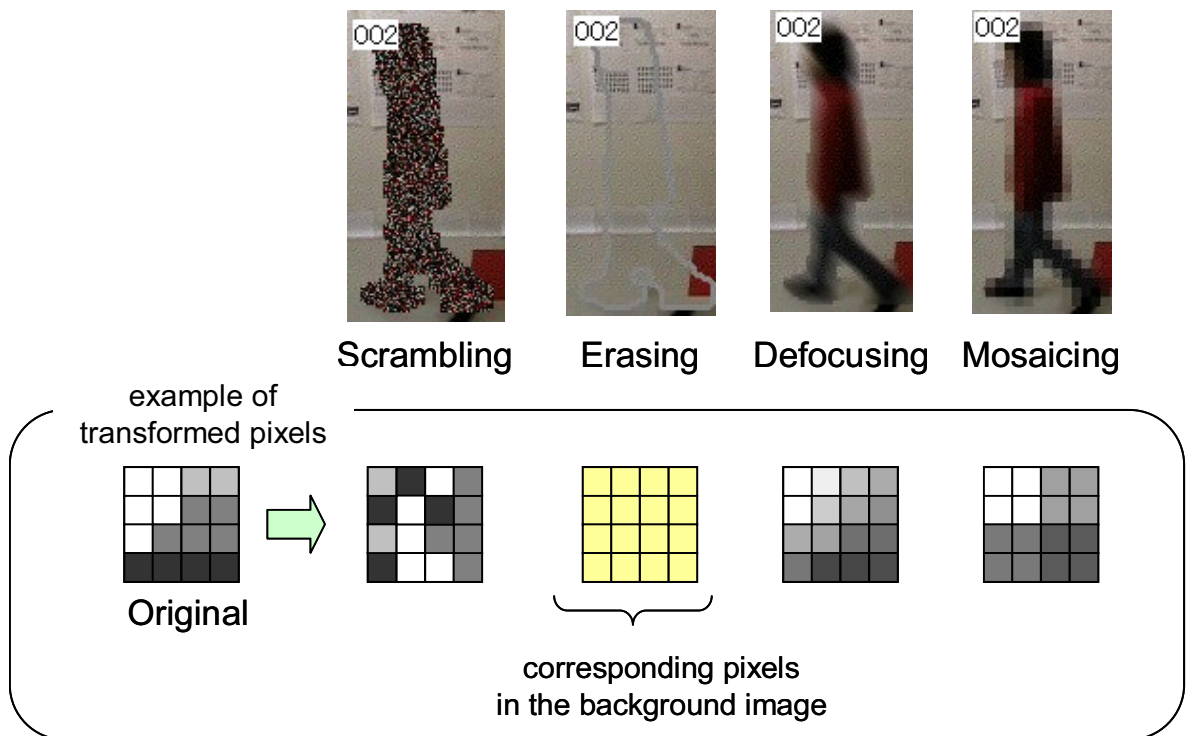 002
002
002
002
Scrambling
Erasing
Defocusing
Mosaicing
example of
transformed pixels
Original
corresponding pixels
in the background image